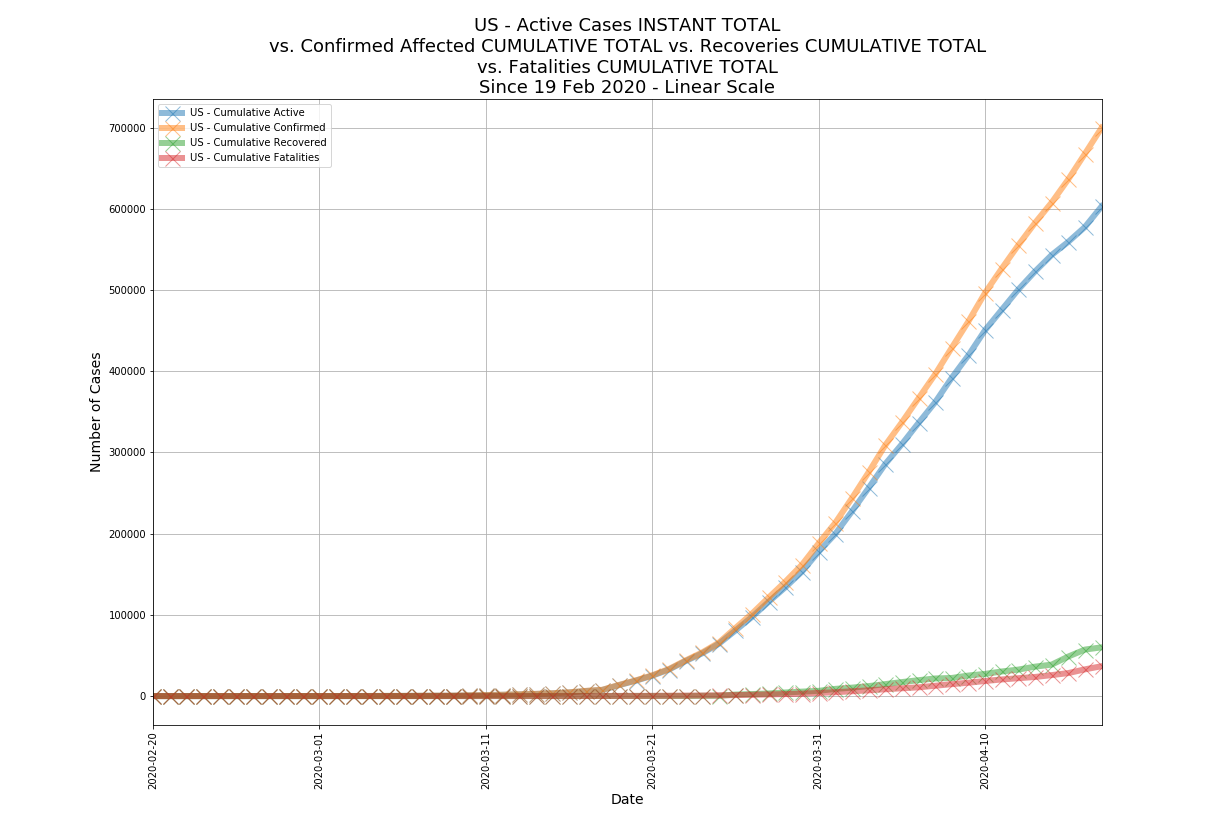 US - Active Cases INSTANT TOTAL
vs. Confirmed Affected CUMULATIVE TOTAL vs. Recoveries CUMULATIVE TOTAL
vs. Fatalities CUMULATIVE TOTAL
Since 19 Feb 2020 - Linear Scale
US - Cumulative Active
US - Cumulative Confirmed
US - Cumulative Recovered
US - Cumulative Fatalities
Number of Cases
700000
600000
500000
400000
300000
200000
100000
0
2020-02-20
2020-03-01
2020-03-11
2020-03-21
2020-03-31
2020-04-10
Date